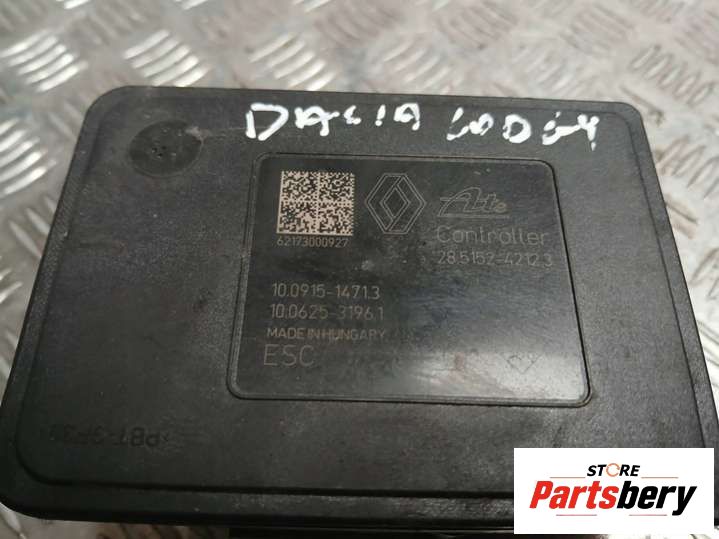 DACIA LODGY
62173000927
Ate
Controller
28.5152-4212.3
10.0915-1471.3
10.0625-3196.1
MADE IN HUNGARY
ESC
STORE
Partsbery